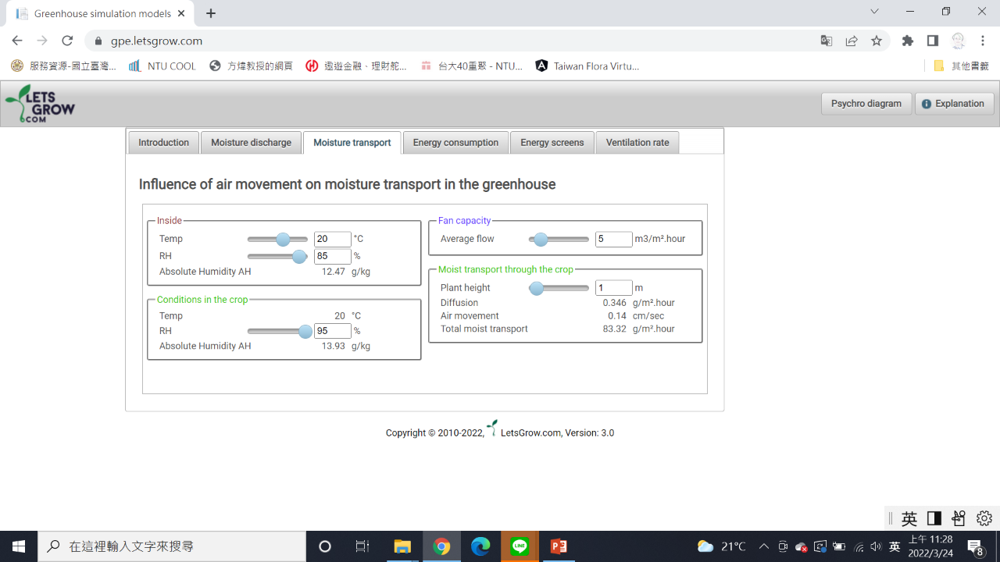 Greenhouse simulation models
gpe.letsgrow.com
服務資源-國立臺灣... NTU COOL 方煒教授的網頁 遨遊金融、理財舵... 台大40重聚 - NTU... Taiwan Flora Virtu... 其他書籤
LETS
GROW
COM
Psychro diagram Explanation
Introduction Moisture discharge Moisture transport Energy consumption Energy screens Ventilation rate
Influence of air movement on moisture transport in the greenhouse
Inside
Temp 20 °C
RH 85 %
Absolute Humidity AH 12.47 g/kg
Conditions in the crop
Temp 20 °C
RH 95 %
Absolute Humidity AH 13.93 g/kg
Fan capacity
Average flow 5 m3/m².hour
Moist transport through the crop
Plant height 1 m
Diffusion 0.346 g/m².hour
Air movement 0.14 cm/sec
Total moist transport 83.32 g/m².hour
Copyright © 2010-2022, LetsGrow.com, Version: 3.0
英
在這裡輸入文字來搜尋
LINE
21°C
英
上午 11:28
2022/3/24
8